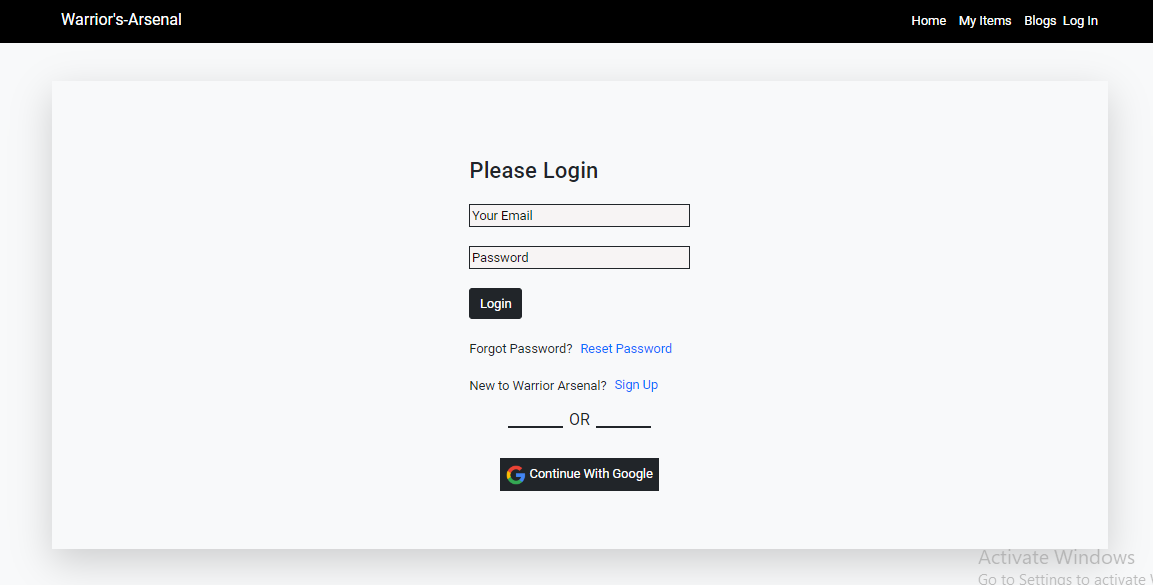 Warrior's-Arsenal Home My Items Blogs Log In
Please Login
Your Email
Password
Login
Forgot Password? Reset Password
New to Warrior Arsenal? Sign Up
OR
Continue With Google
Activate Windows
Go to Settings to activate